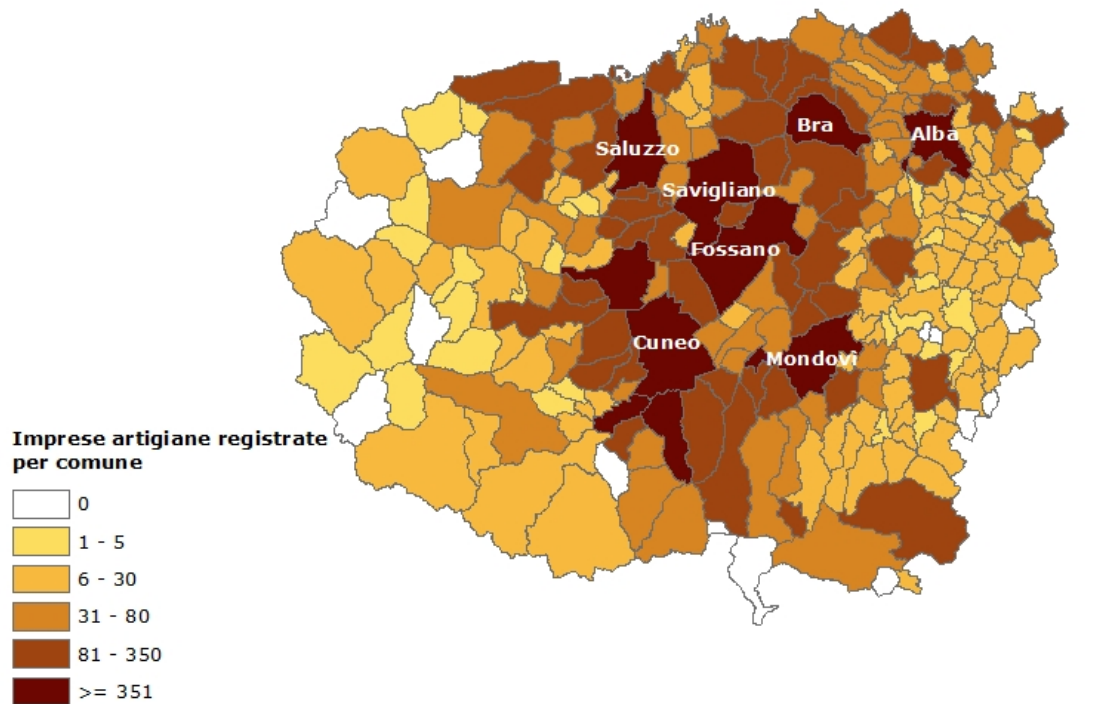 Bra
Alba
Saluzzo
Savigliano
Fossano
Cuneo
Mondovì
Imprese artigiane registrate
per comune
0
1 - 5
6 - 30
31 - 80
81 - 350
>= 351